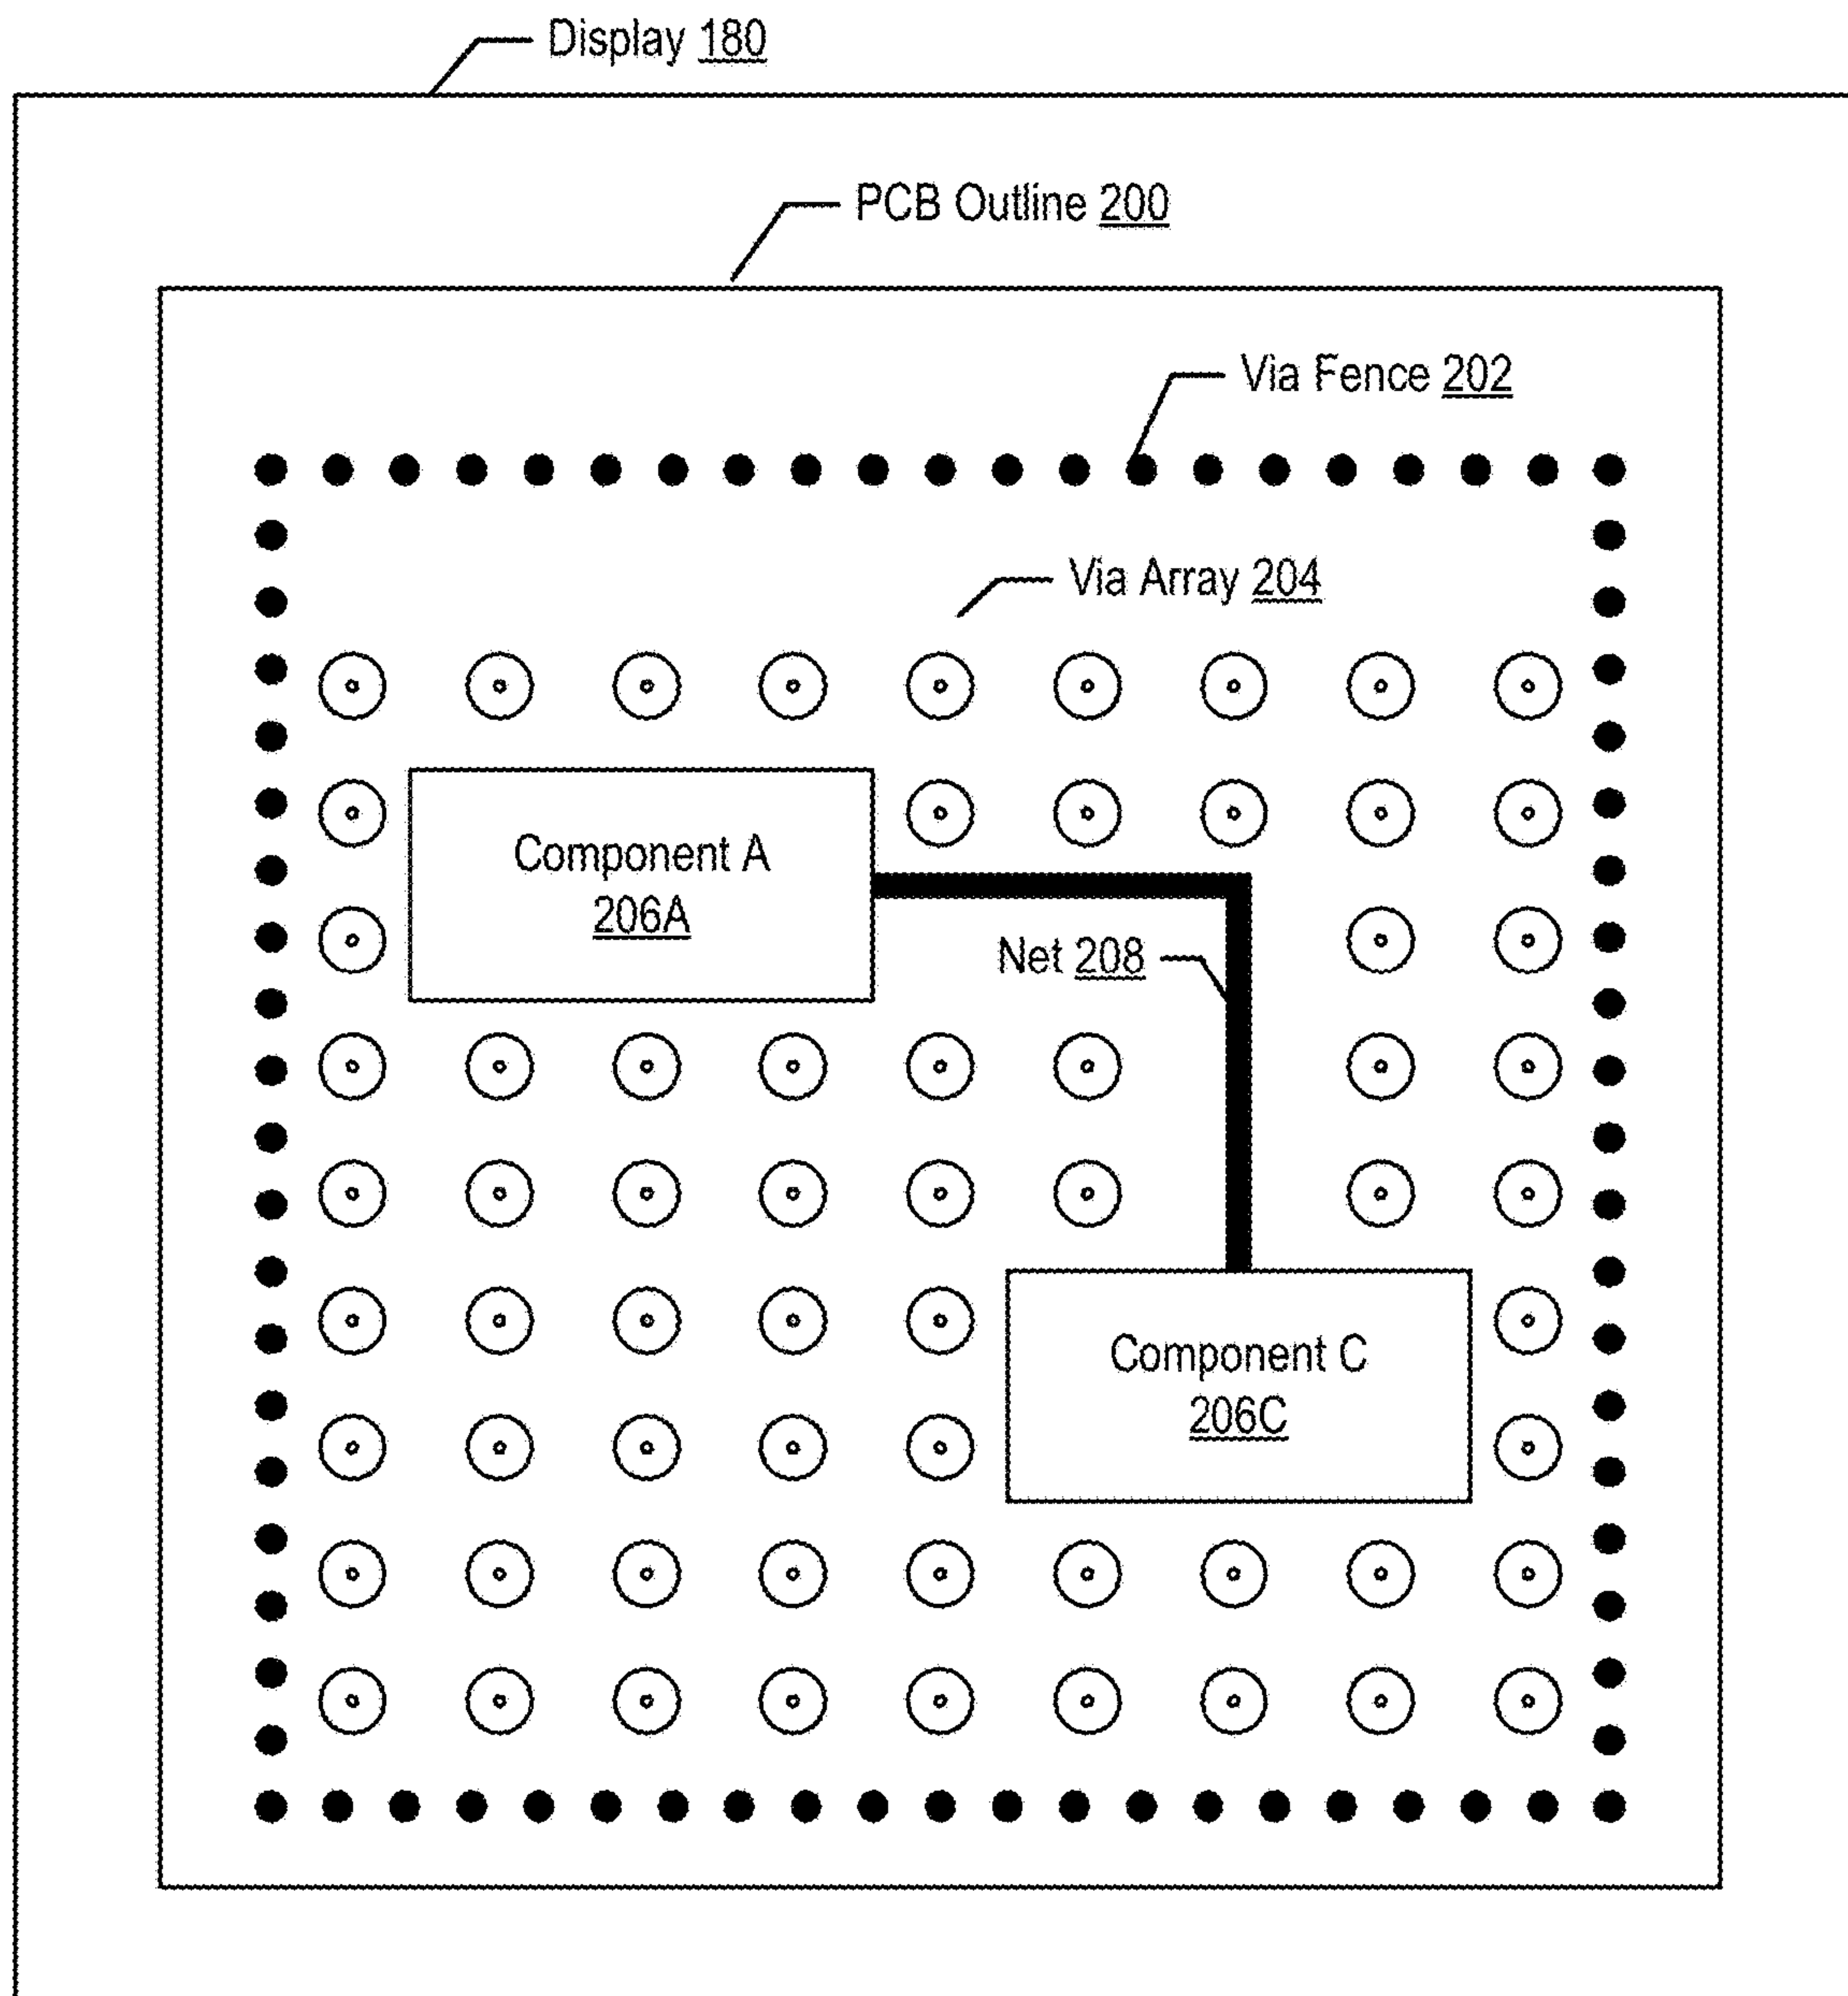 Display 180
PCB Outline 200
Via Fence 202
Via Array 204
Component A
206A
Net 208
Component C
206C